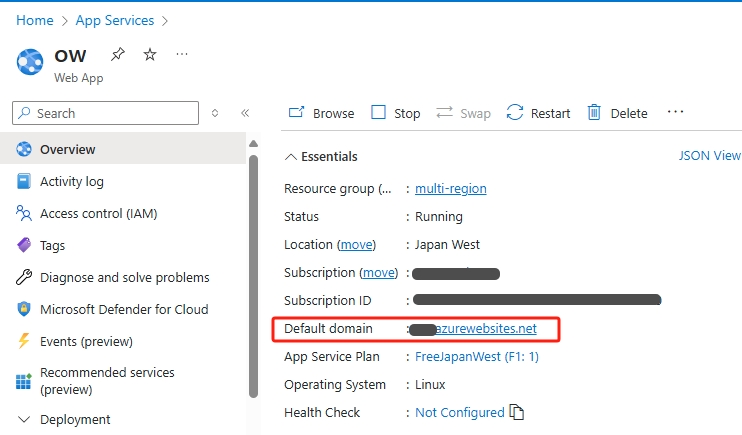 Home > App Services >
OW
Web App
Search
Browse Stop Swap Restart Delete
Overview
Activity log
Access control (IAM)
Tags
Diagnose and solve problems
Microsoft Defender for Cloud
Events (preview)
Recommended services
(preview)
Deployment
Essentials
JSON View
Resource group (... : multi-region
Status : Running
Location (move) : Japan West
Subscription (move) :
Subscription ID :
Default domain : azurewebsites.net
App Service Plan : FreeJapanWest (F1: 1)
Operating System : Linux
Health Check : Not Configured